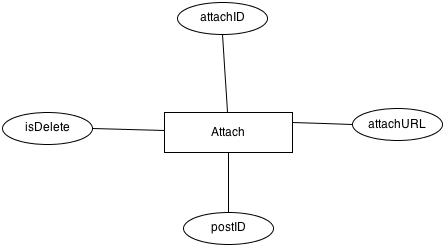 attachID
isDelete
Attach
attachURL
postID